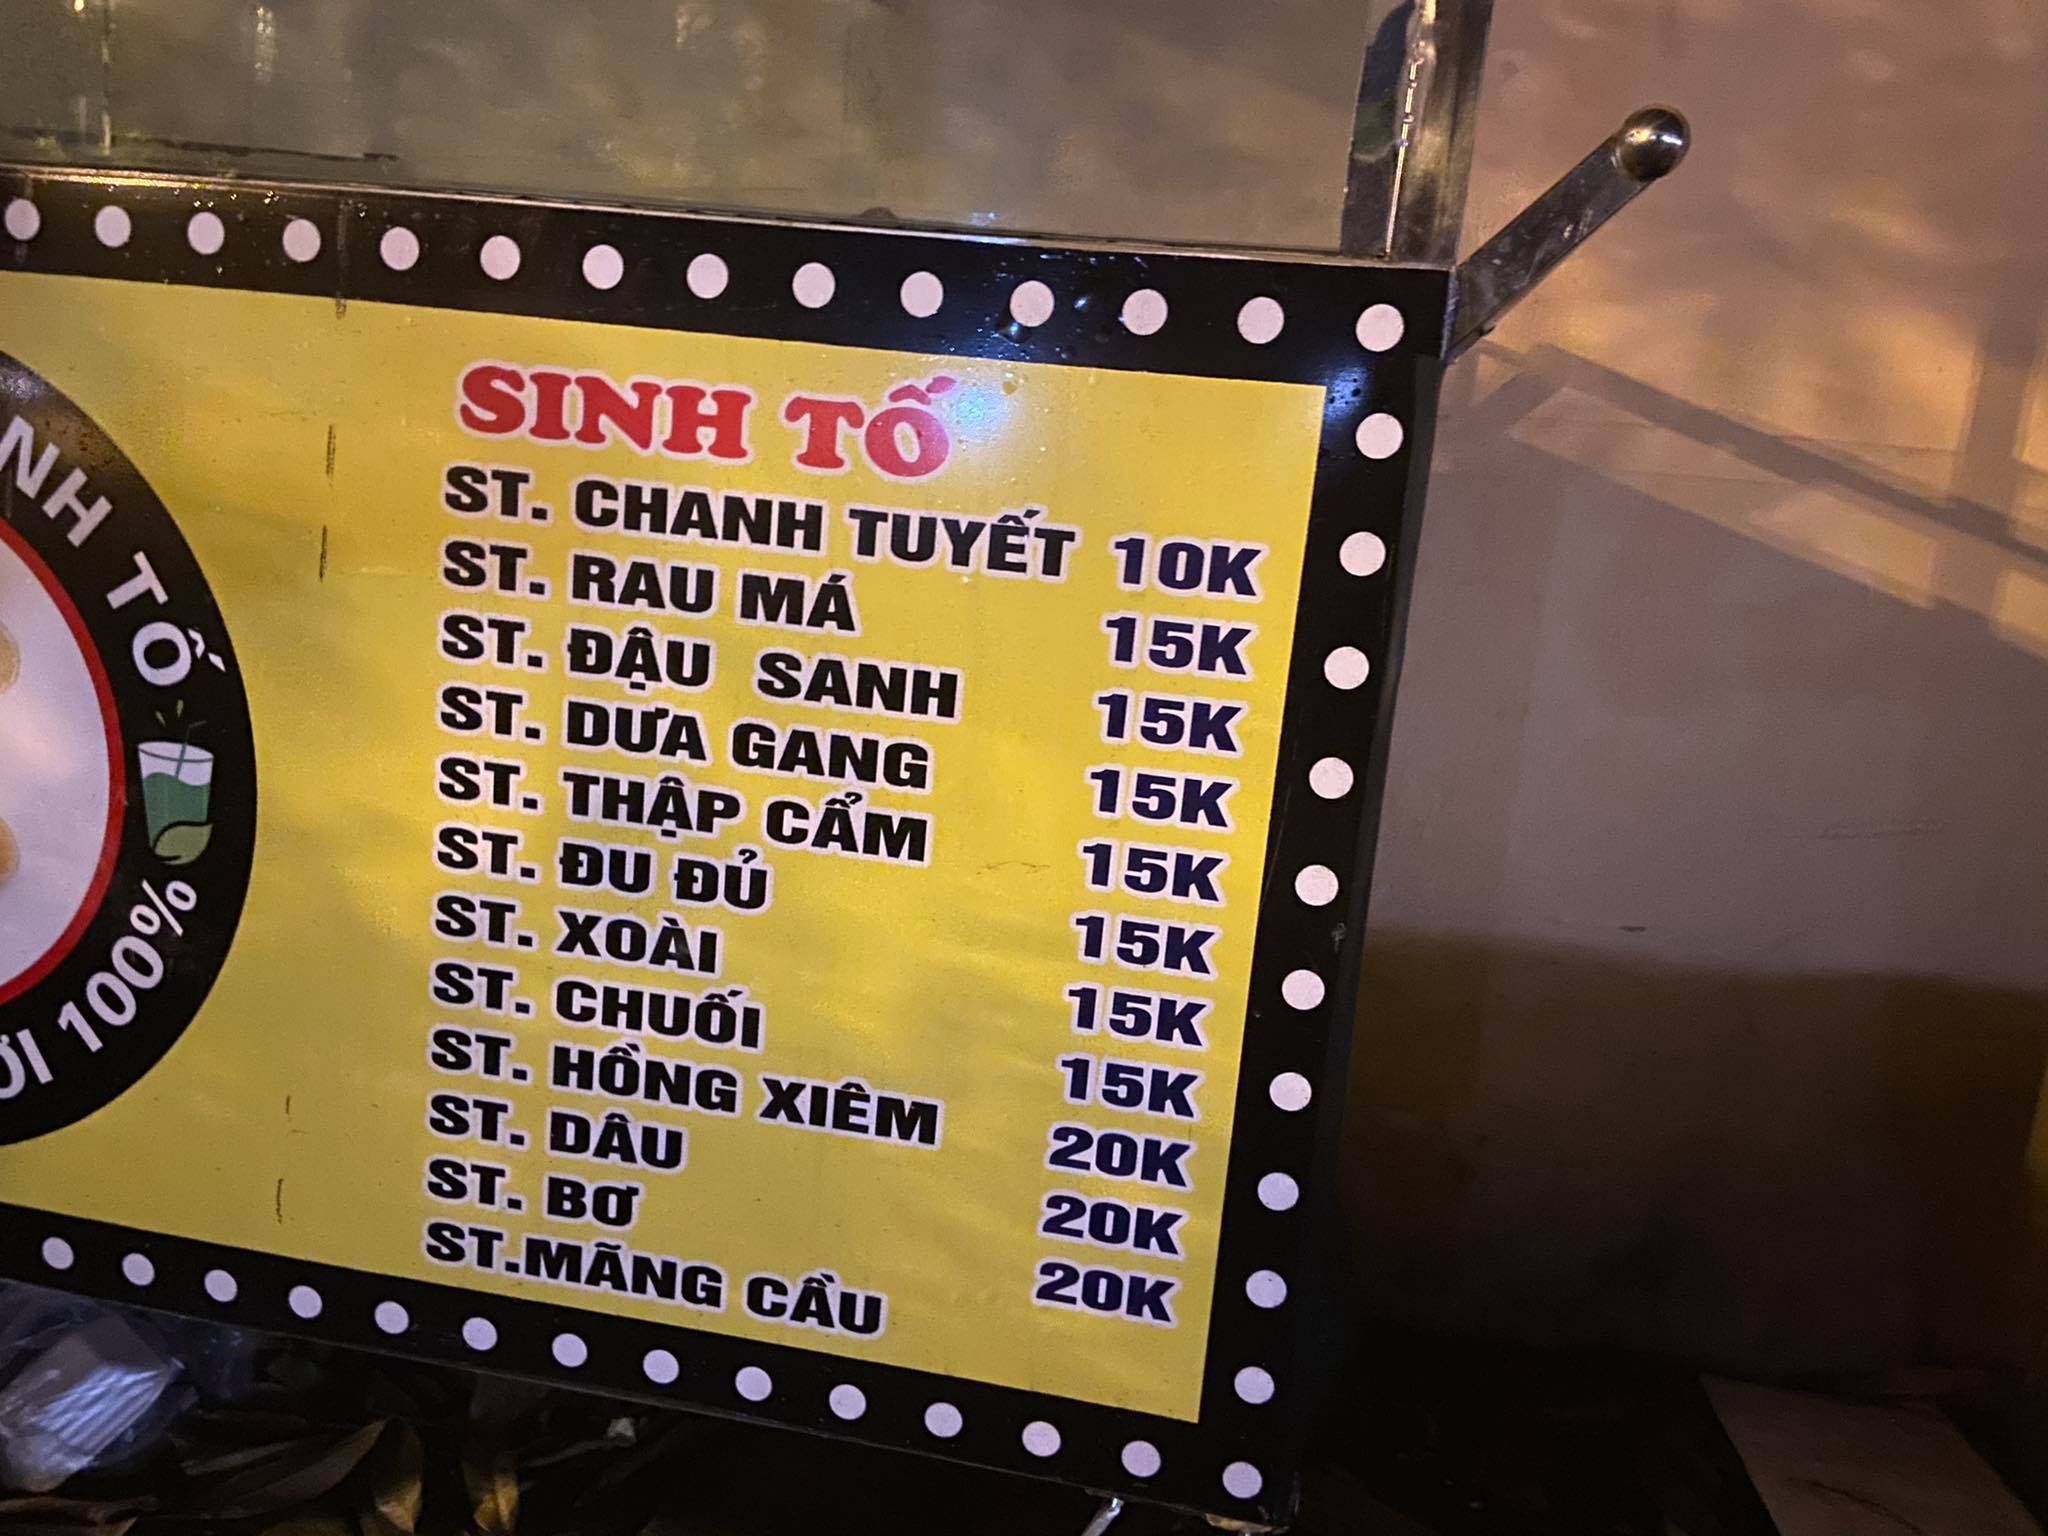 NH TỐ
ƠI 100%
SINH TỐ
ST. CHANH TUYẾT 10K
ST. RAU MÁ 15K
ST. ĐẬU SANH 15K
ST. DƯA GANG 15K
ST. THẬP CẨM 15K
ST. ĐU ĐỦ 15K
ST. XOÀI 15K
ST. CHUỐI 15K
ST. HỒNG XIÊM 20K
ST. DÂU 20K
ST. BƠ 20K
ST.MÃNG CẦU